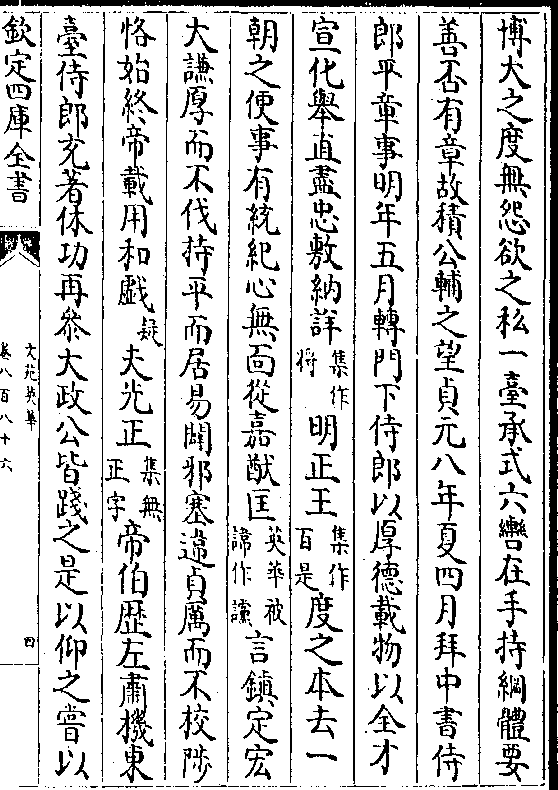 博大之度無怨欲之私一臺承式六轡在手持綱體要
善否有章故積公輔之望貞元八年夏四月拜中書侍
郎平章事明年五月轉門下侍郎以厚德載物以全才
宣化舉直盡忠敷納詳集作將明正王集作百是度之本去一
朝之便事有統紀心無面從嘉猷匡英華被諱作讜言鎮定宏
大謙厚而不伐持平而居易閑邪塞違貞厲而不校陟
恪始終帝載用和戲疑夫光正集無正字帝伯歴左肅機東
臺侍郎克著休功再叅大政公皆踐之是以仰之嘗以
欽定四庫全書
文苑英華
卷八百八十六
四